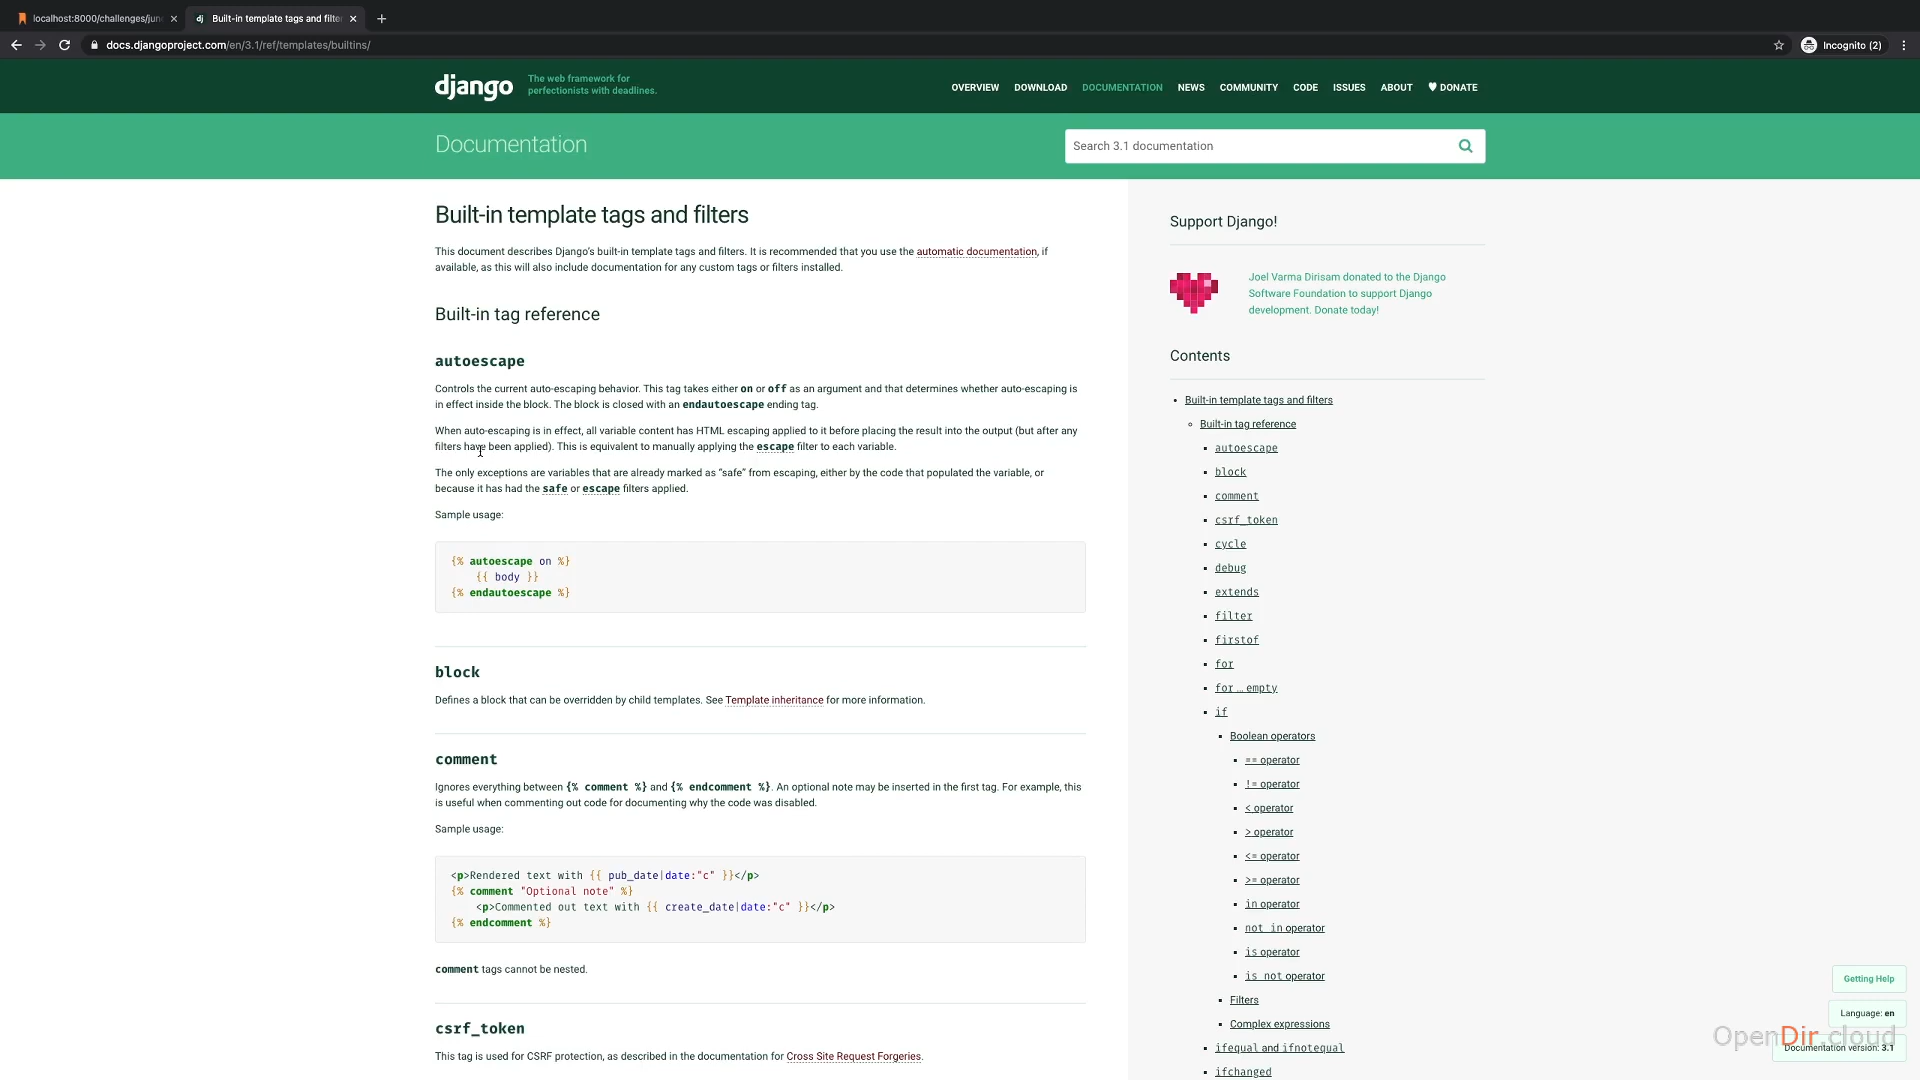 localhost:8000/challenges/jun
Built-in template tags and filter
docs.djangoproject.com/en/3.1/ref/templates/builtins/
Incognito (2)
django
The web framework for
perfectionists with deadlines.
OVERVIEW DOWNLOAD DOCUMENTATION NEWS COMMUNITY CODE ISSUES ABOUT ♥ DONATE
Documentation
Search 3.1 documentation
Built-in template tags and filters
This document describes Django's built-in template tags and filters. It is recommended that you use the automatic documentation, if
available, as this will also include documentation for any custom tags or filters installed.
Built-in tag reference
autoescape
Controls the current auto-escaping behavior. This tag takes either on or off as an argument and that determines whether auto-escaping is
in effect inside the block. The block is closed with an endautoescape ending tag.
When auto-escaping is in effect, all variable content has HTML escaping applied to it before placing the result into the output (but after any
filters have been applied). This is equivalent to manually applying the escape filter to each variable.
The only exceptions are variables that are already marked as “safe” from escaping, either by the code that populated the variable, or
because it has had the safe or escape filters applied.
Sample usage:
{% autoescape on %}
{{ body }}
{% endautoescape %}
block
Defines a block that can be overridden by child templates. See Template inheritance for more information.
comment
Ignores everything between {% comment %} and {% endcomment %}. An optional note may be inserted in the first tag. For example, this
is useful when commenting out code for documenting why the code was disabled.
Sample usage:
<p>Rendered text with {{ pub_date|date:"c" }}</p>
{% comment "Optional note" %}
<p>Commented out text with {{ create_date|date:"c" }}</p>
{% endcomment %}
comment tags cannot be nested.
csrf_token
This tag is used for CSRF protection, as described in the documentation for Cross Site Request Forgeries.
Support Django!
Joel Varma Dirisam donated to the Django
Software Foundation to support Django
development. Donate today!
Contents
Built-in template tags and filters
Built-in tag reference
autoescape
block
comment
csrf_token
cycle
debug
extends
filter
firstof
for
for … empty
if
Boolean operators
== operator
!= operator
< operator
> operator
<= operator
>= operator
in operator
not in operator
is operator
is not operator
Filters
Complex expressions
ifequal and ifnotequal
ifchanged
Getting Help
Language: en
Documentation version: 3.1
OpenDir.cloud